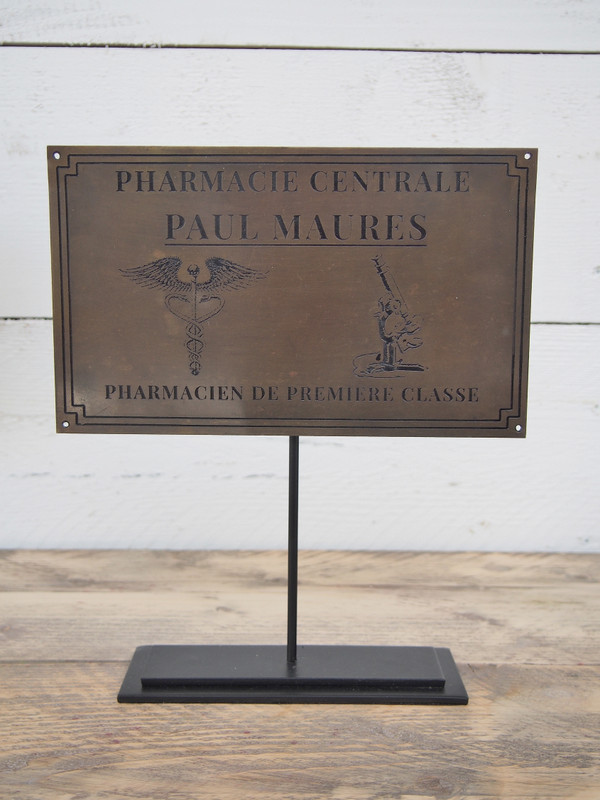 PHARMACIE CENTRALE
PAUL MAURES
PHARMACIEN DE PREMIERE CLASSE